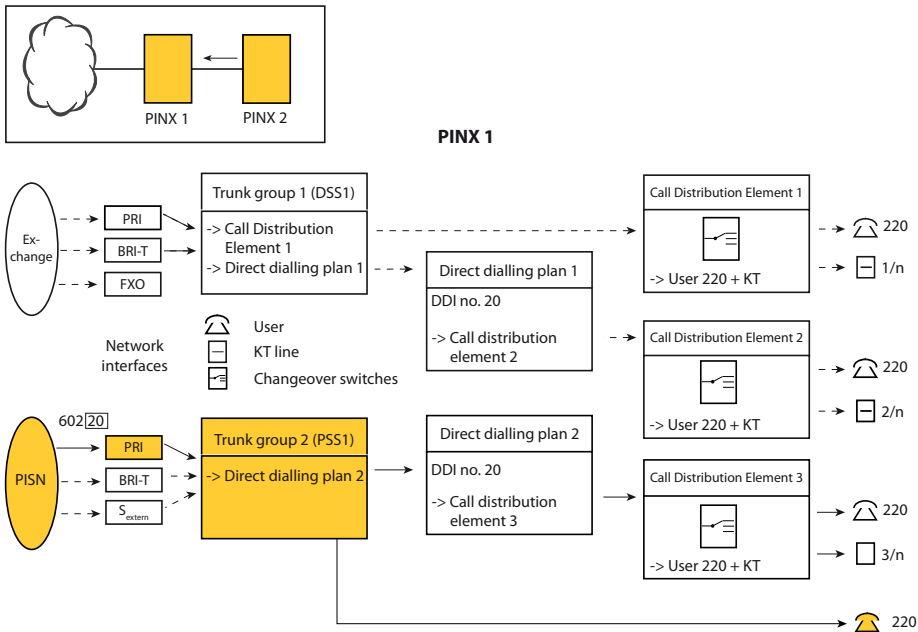 PINX 1
PINX 2
PINX 1
Ex-
change
PRI
BRI-T
FXO
Trunk group 1 (DSS1)
-> Call Distribution
Element 1
-> Direct dialling plan 1
Direct dialling plan 1
DDI no. 20
-> Call distribution
element 2
Call Distribution Element 1
-> User 220 + KT
220
1/n
Call Distribution Element 2
-> User 220 + KT
220
2/n
Network
interfaces
User
KT line
Changeover switches
PISN
602 20
PRI
BRI-T
Sextern
Trunk group 2 (PSS1)
-> Direct dialling plan 2
Direct dialling plan 2
DDI no. 20
-> Call distribution
element 3
Call Distribution Element 3
-> User 220 + KT
220
3/n
220